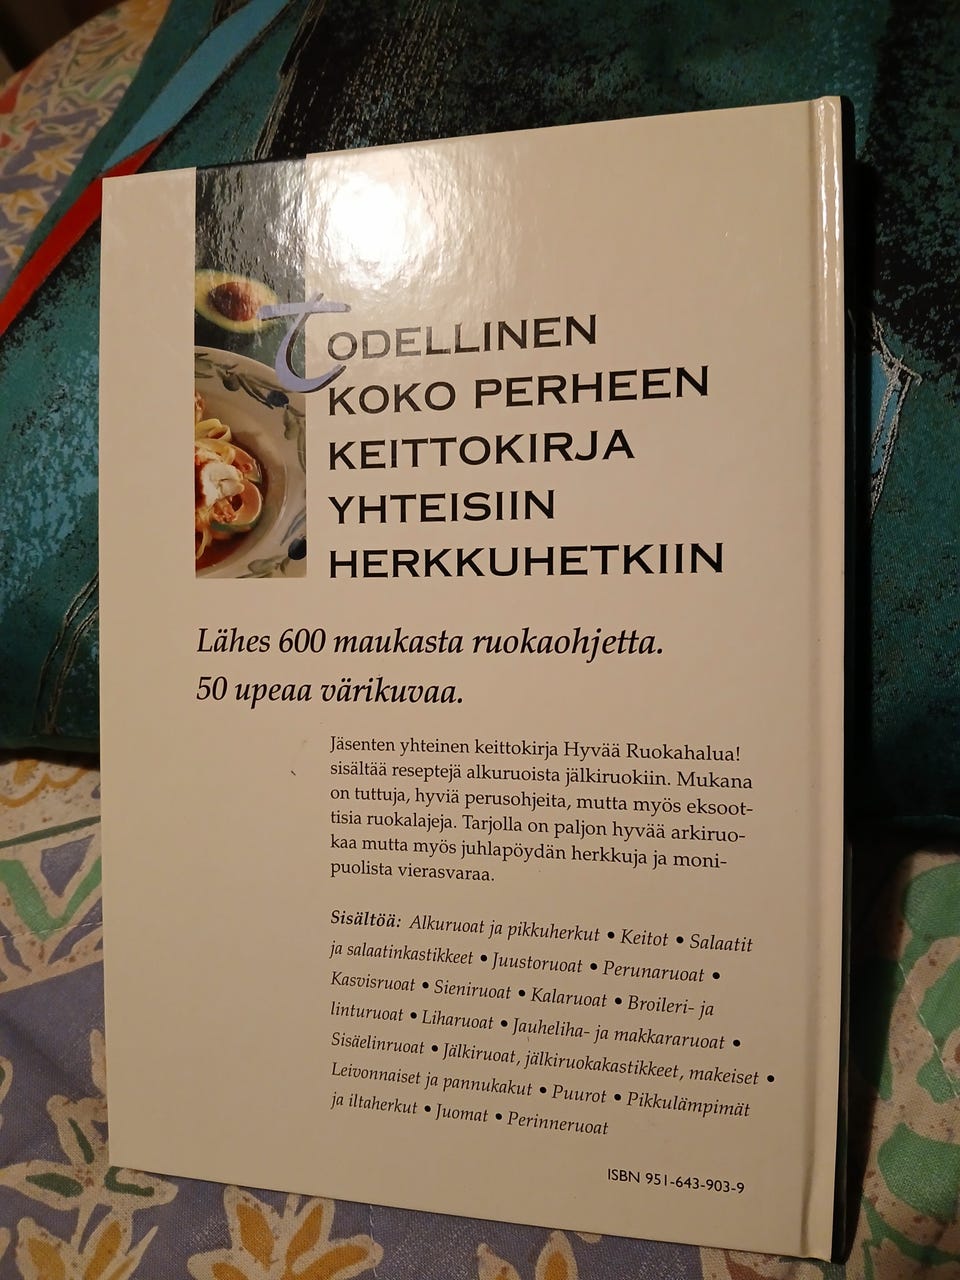 TODELLINEN
KOKO PERHEEN
KEITTOKIRJA
YHTEISIIN
HERKKUHETKIIN
Lähes 600 maukasta ruokaohjetta.
50 upeaa värikuvaa.
Jäsenten yhteinen keittokirja Hyvää Ruokahalua!
sisältää reseptejä alkuruoista jälkiruokiin. Mukana
on tuttuja, hyviä perusohjeita, mutta myös eksoot-
tisia ruokalajeja. Tarjolla on paljon hyvää arkiruo-
kaa mutta myös juhlapöydän herkkuja ja moni-
puolista vierasvaraa.
Sisältöä: Alkuruoat ja pikkuherkut • Keitot • Salaatit
ja salaatinkastikkeet • Juustoruoat • Perunaruoat •
Kasvisruoat • Sieniruoat • Kalaruoat • Broileri- ja
linturuoat • Liharuoat • Jauheliha- ja makkararuoat •
Sisäelinruoat • Jälkiruoat, jälkiruokakastikkeet, makeiset •
Leivonnaiset ja pannukakut • Puurot • Pikkulämpimät
ja iltaherkut • Juomat • Perinneruoat
ISBN 951-643-903-9